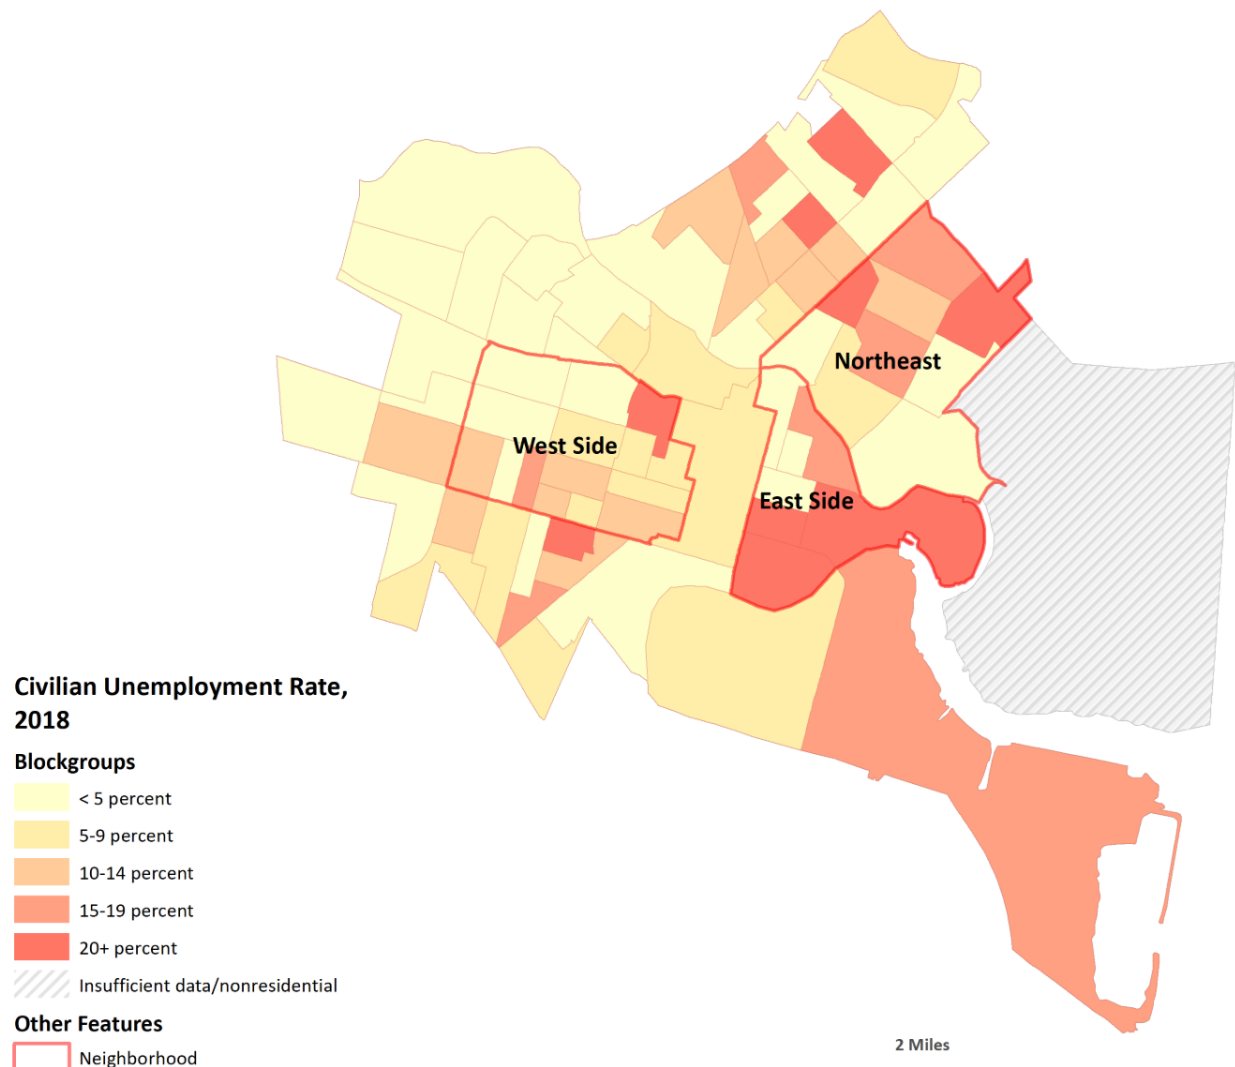 Northeast
West Side
East Side
Civilian Unemployment Rate,
2018
Blockgroups
< 5 percent
5-9 percent
10-14 percent
15-19 percent
20+ percent
Insufficient data/nonresidential
Other Features
Neighborhood
2 Miles